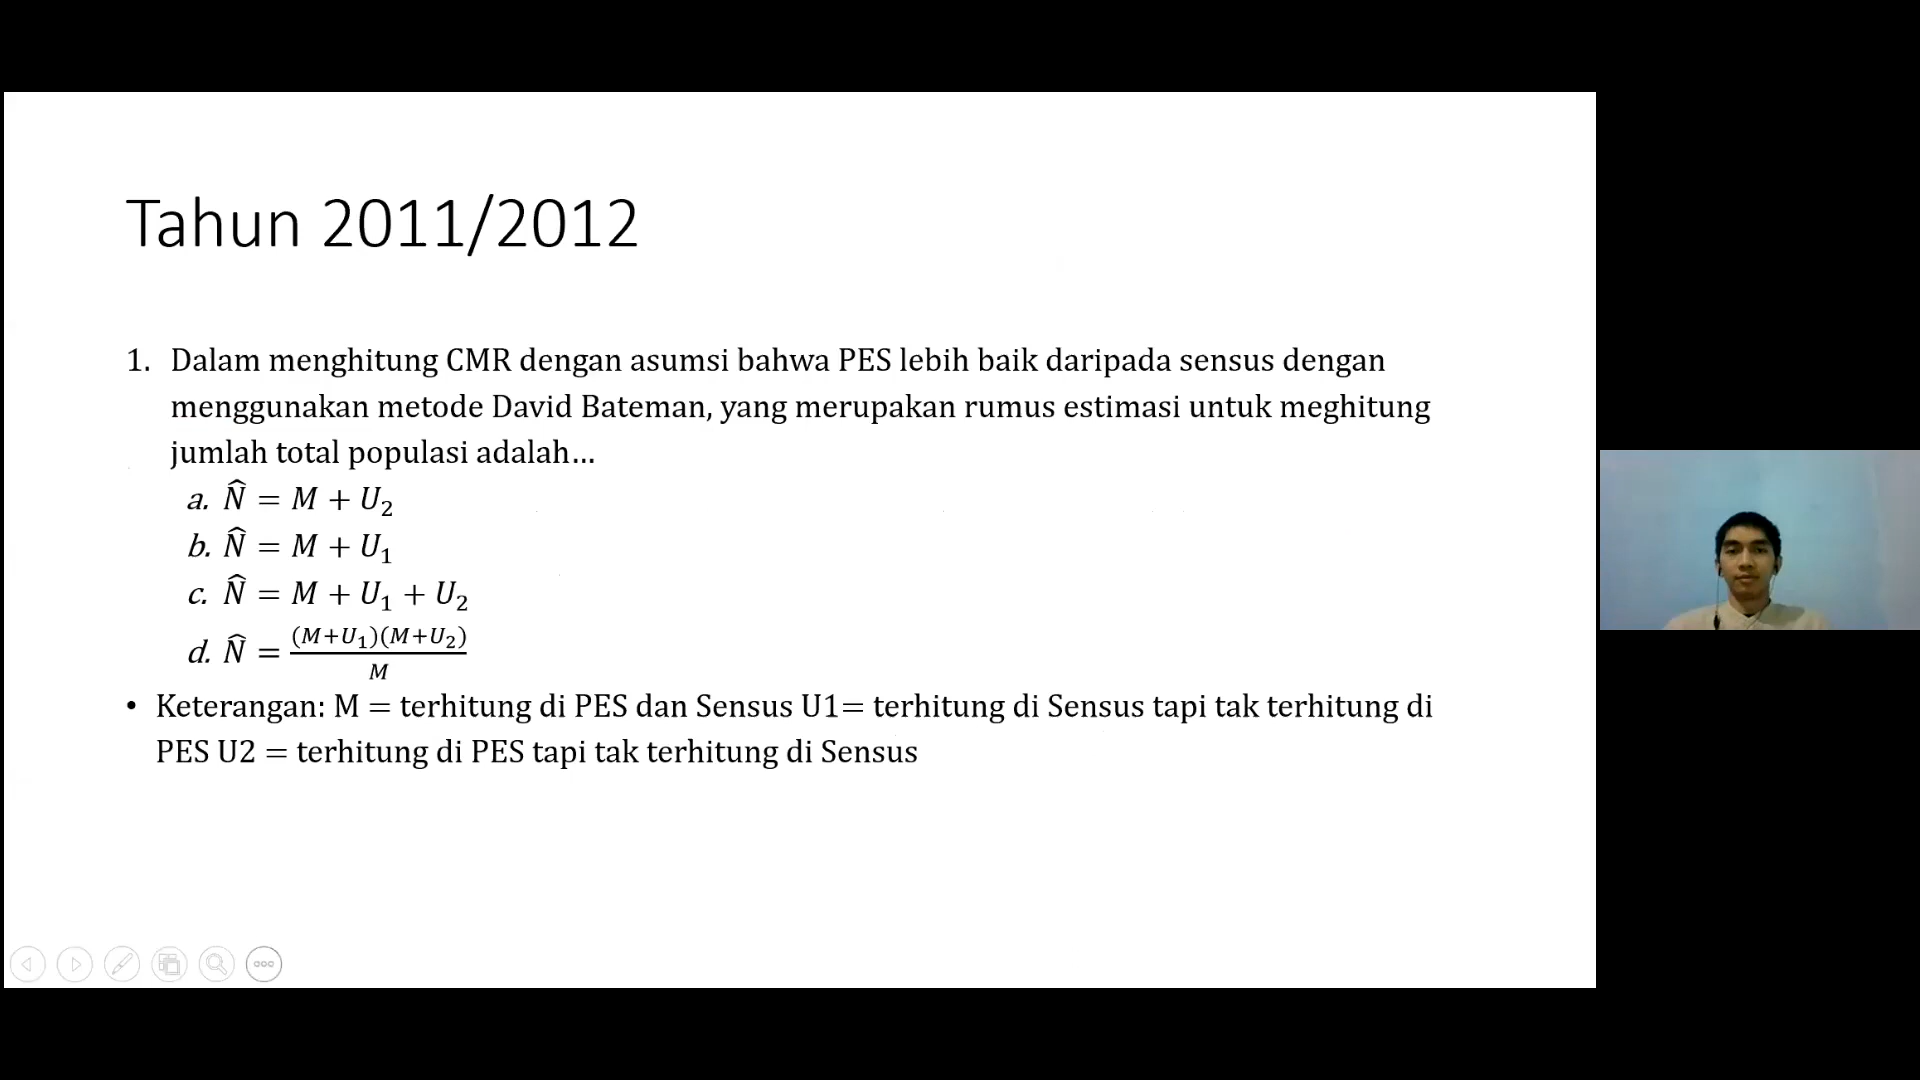 Tahun 2011/2012
1. Dalam menghitung CMR dengan asumsi bahwa PES lebih baik daripada sensus dengan
menggunakan metode David Bateman, yang merupakan rumus estimasi untuk meghitung
jumlah total populasi adalah…
a. N̂ = M + U₂
b. N̂ = M + U₁
c. N̂ = M + U₁ + U₂
d. N̂ = (M+U₁)(M+U₂) / M
• Keterangan: M = terhitung di PES dan Sensus U1= terhitung di Sensus tapi tak terhitung di
PES U2 = terhitung di PES tapi tak terhitung di Sensus